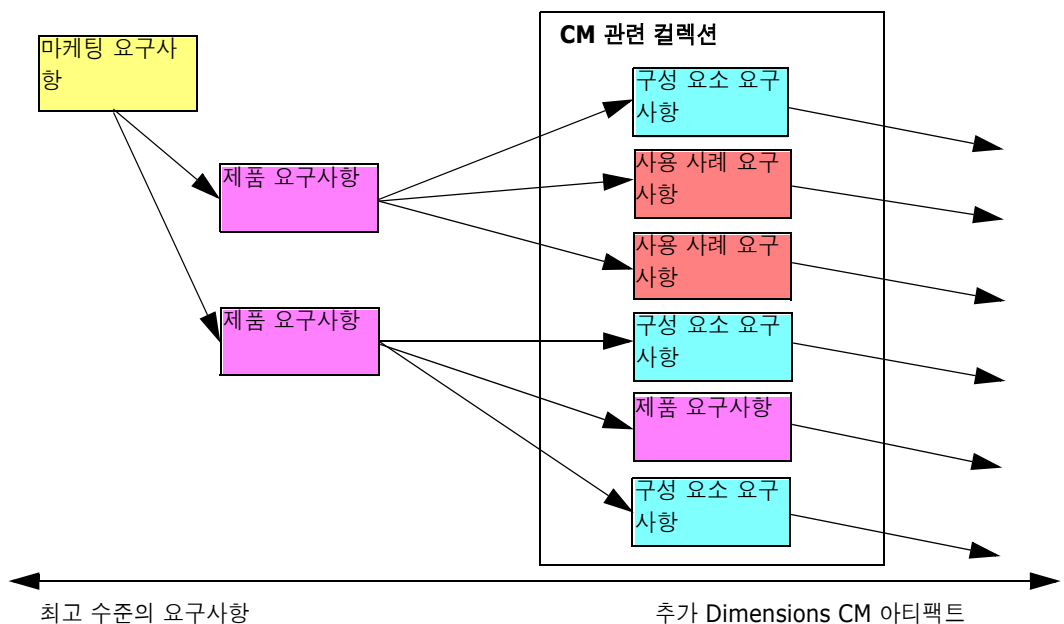 CM 관련 컬렉션
마케팅 요구사
항
구성 요소 요구
사항
제품 요구사항
사용 사례 요구
사항
사용 사례 요구
사항
제품 요구사항
구성 요소 요구
사항
제품 요구사항
구성 요소 요구
사항
최고 수준의 요구사항
추가 Dimensions CM 아티팩트